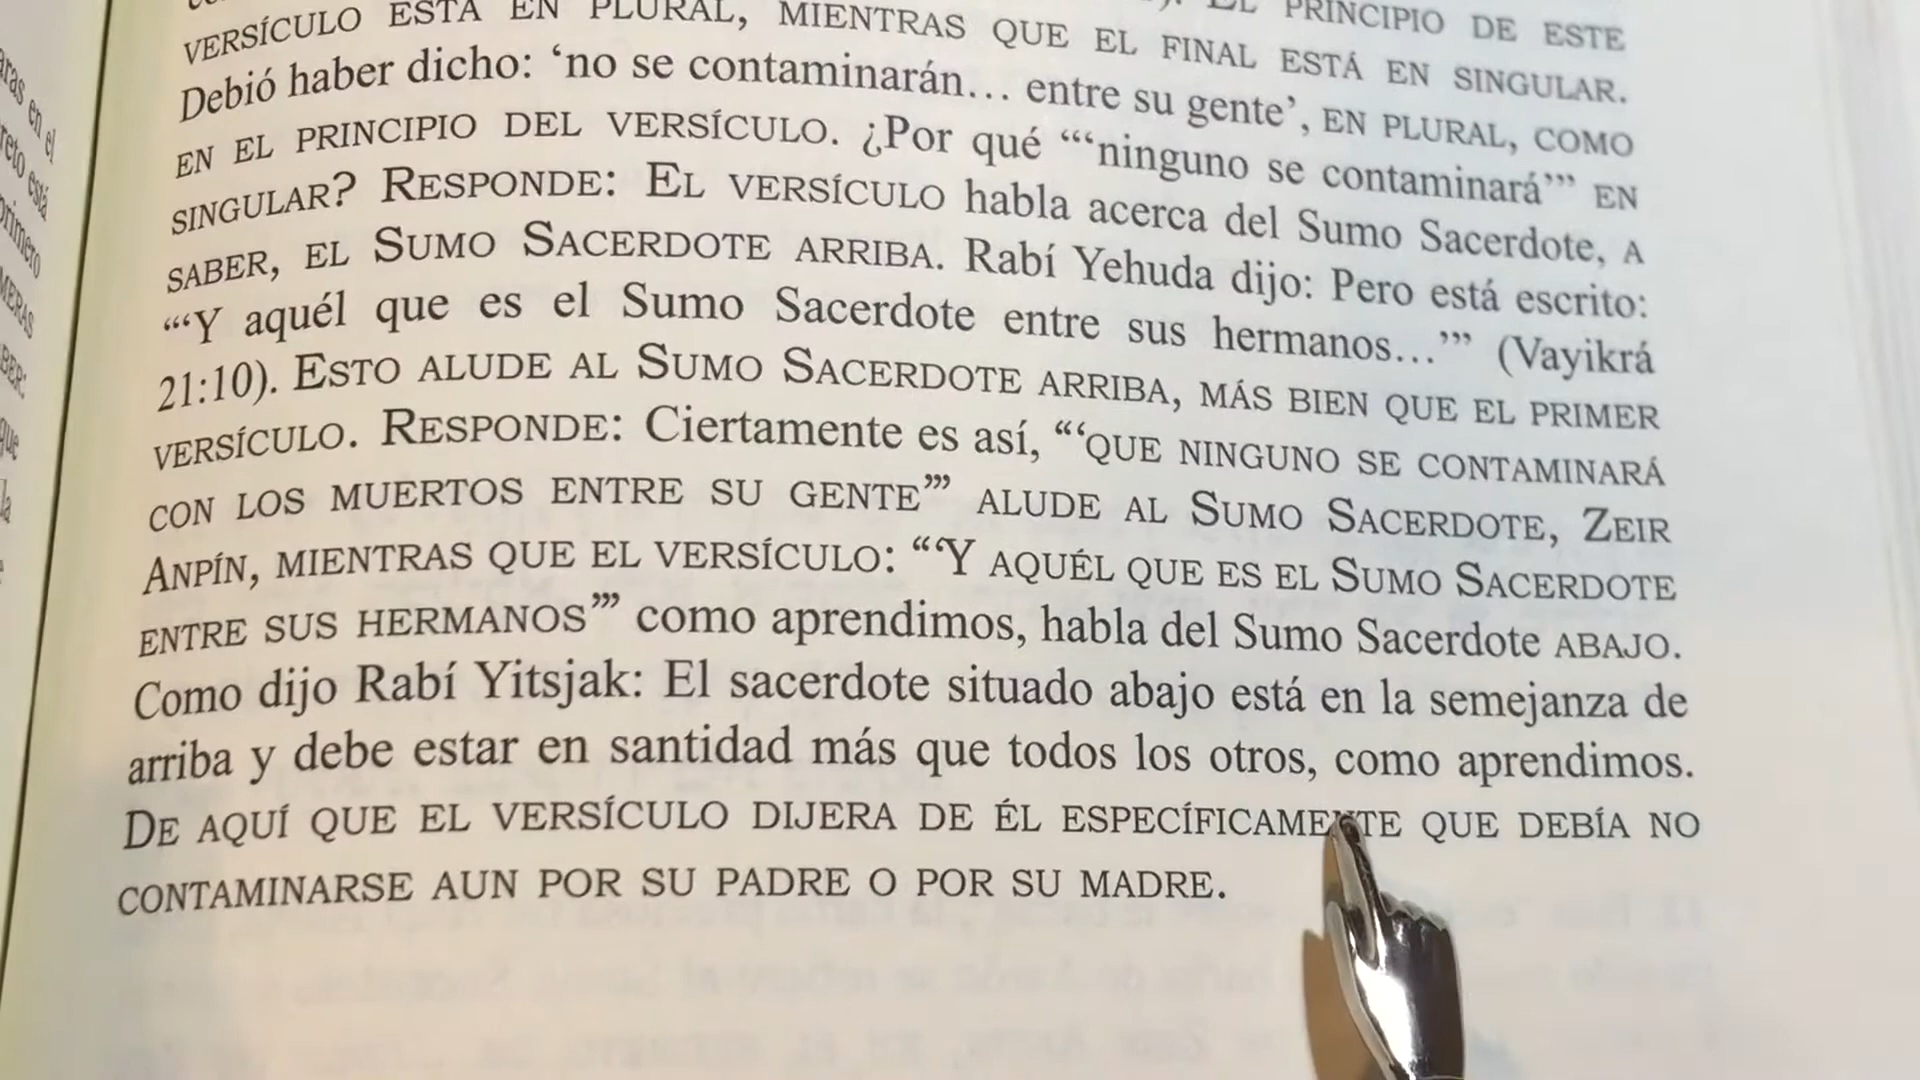 EL PRINCIPIO DE ESTE
VERSÍCULO ESTÁ EN PLURAL, MIENTRAS QUE EL FINAL ESTÁ EN SINGULAR.
Debió haber dicho: ‘no se contaminarán… entre su gente’, EN PLURAL, COMO
EN EL PRINCIPIO DEL VERSÍCULO. ¿Por qué “‘“ninguno se contaminará”’” EN
SINGULAR? RESPONDE: EL VERSÍCULO habla acerca del Sumo Sacerdote, A
SABER, EL SUMO SACERDOTE ARRIBA. Rabí Yehuda dijo: Pero está escrito:
“‘Y aquél que es el Sumo Sacerdote entre sus hermanos…’” (Vayikrá
21:10). ESTO ALUDE AL SUMO SACERDOTE ARRIBA, MÁS BIEN QUE EL PRIMER
VERSÍCULO. RESPONDE: Ciertamente es así, “‘QUE NINGUNO SE CONTAMINARÁ
CON LOS MUERTOS ENTRE SU GENTE’” ALUDE AL SUMO SACERDOTE, ZEIR
ANPÍN, MIENTRAS QUE EL VERSÍCULO: “‘Y AQUÉL QUE ES EL SUMO SACERDOTE
ENTRE SUS HERMANOS’” como aprendimos, habla del Sumo Sacerdote ABAJO.
Como dijo Rabí Yitsjak: El sacerdote situado abajo está en la semejanza de
arriba y debe estar en santidad más que todos los otros, como aprendimos.
DE AQUÍ QUE EL VERSÍCULO DIJERA DE ÉL ESPECÍFICAMENTE QUE DEBÍA NO
CONTAMINARSE AUN POR SU PADRE O POR SU MADRE.